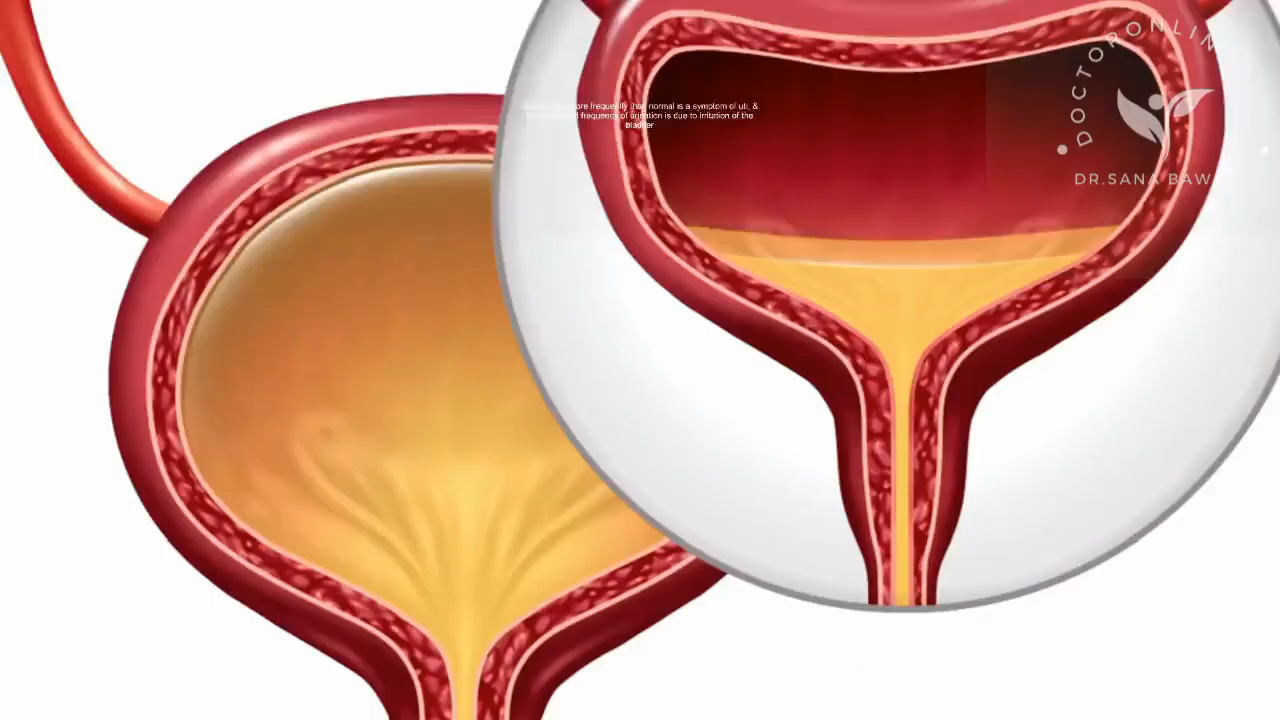 ore frequently than normal is a symptom of uti, &
frequency of urination is due to irritation of the
bladder
DOCTORONLIN
DR.SANA BAW